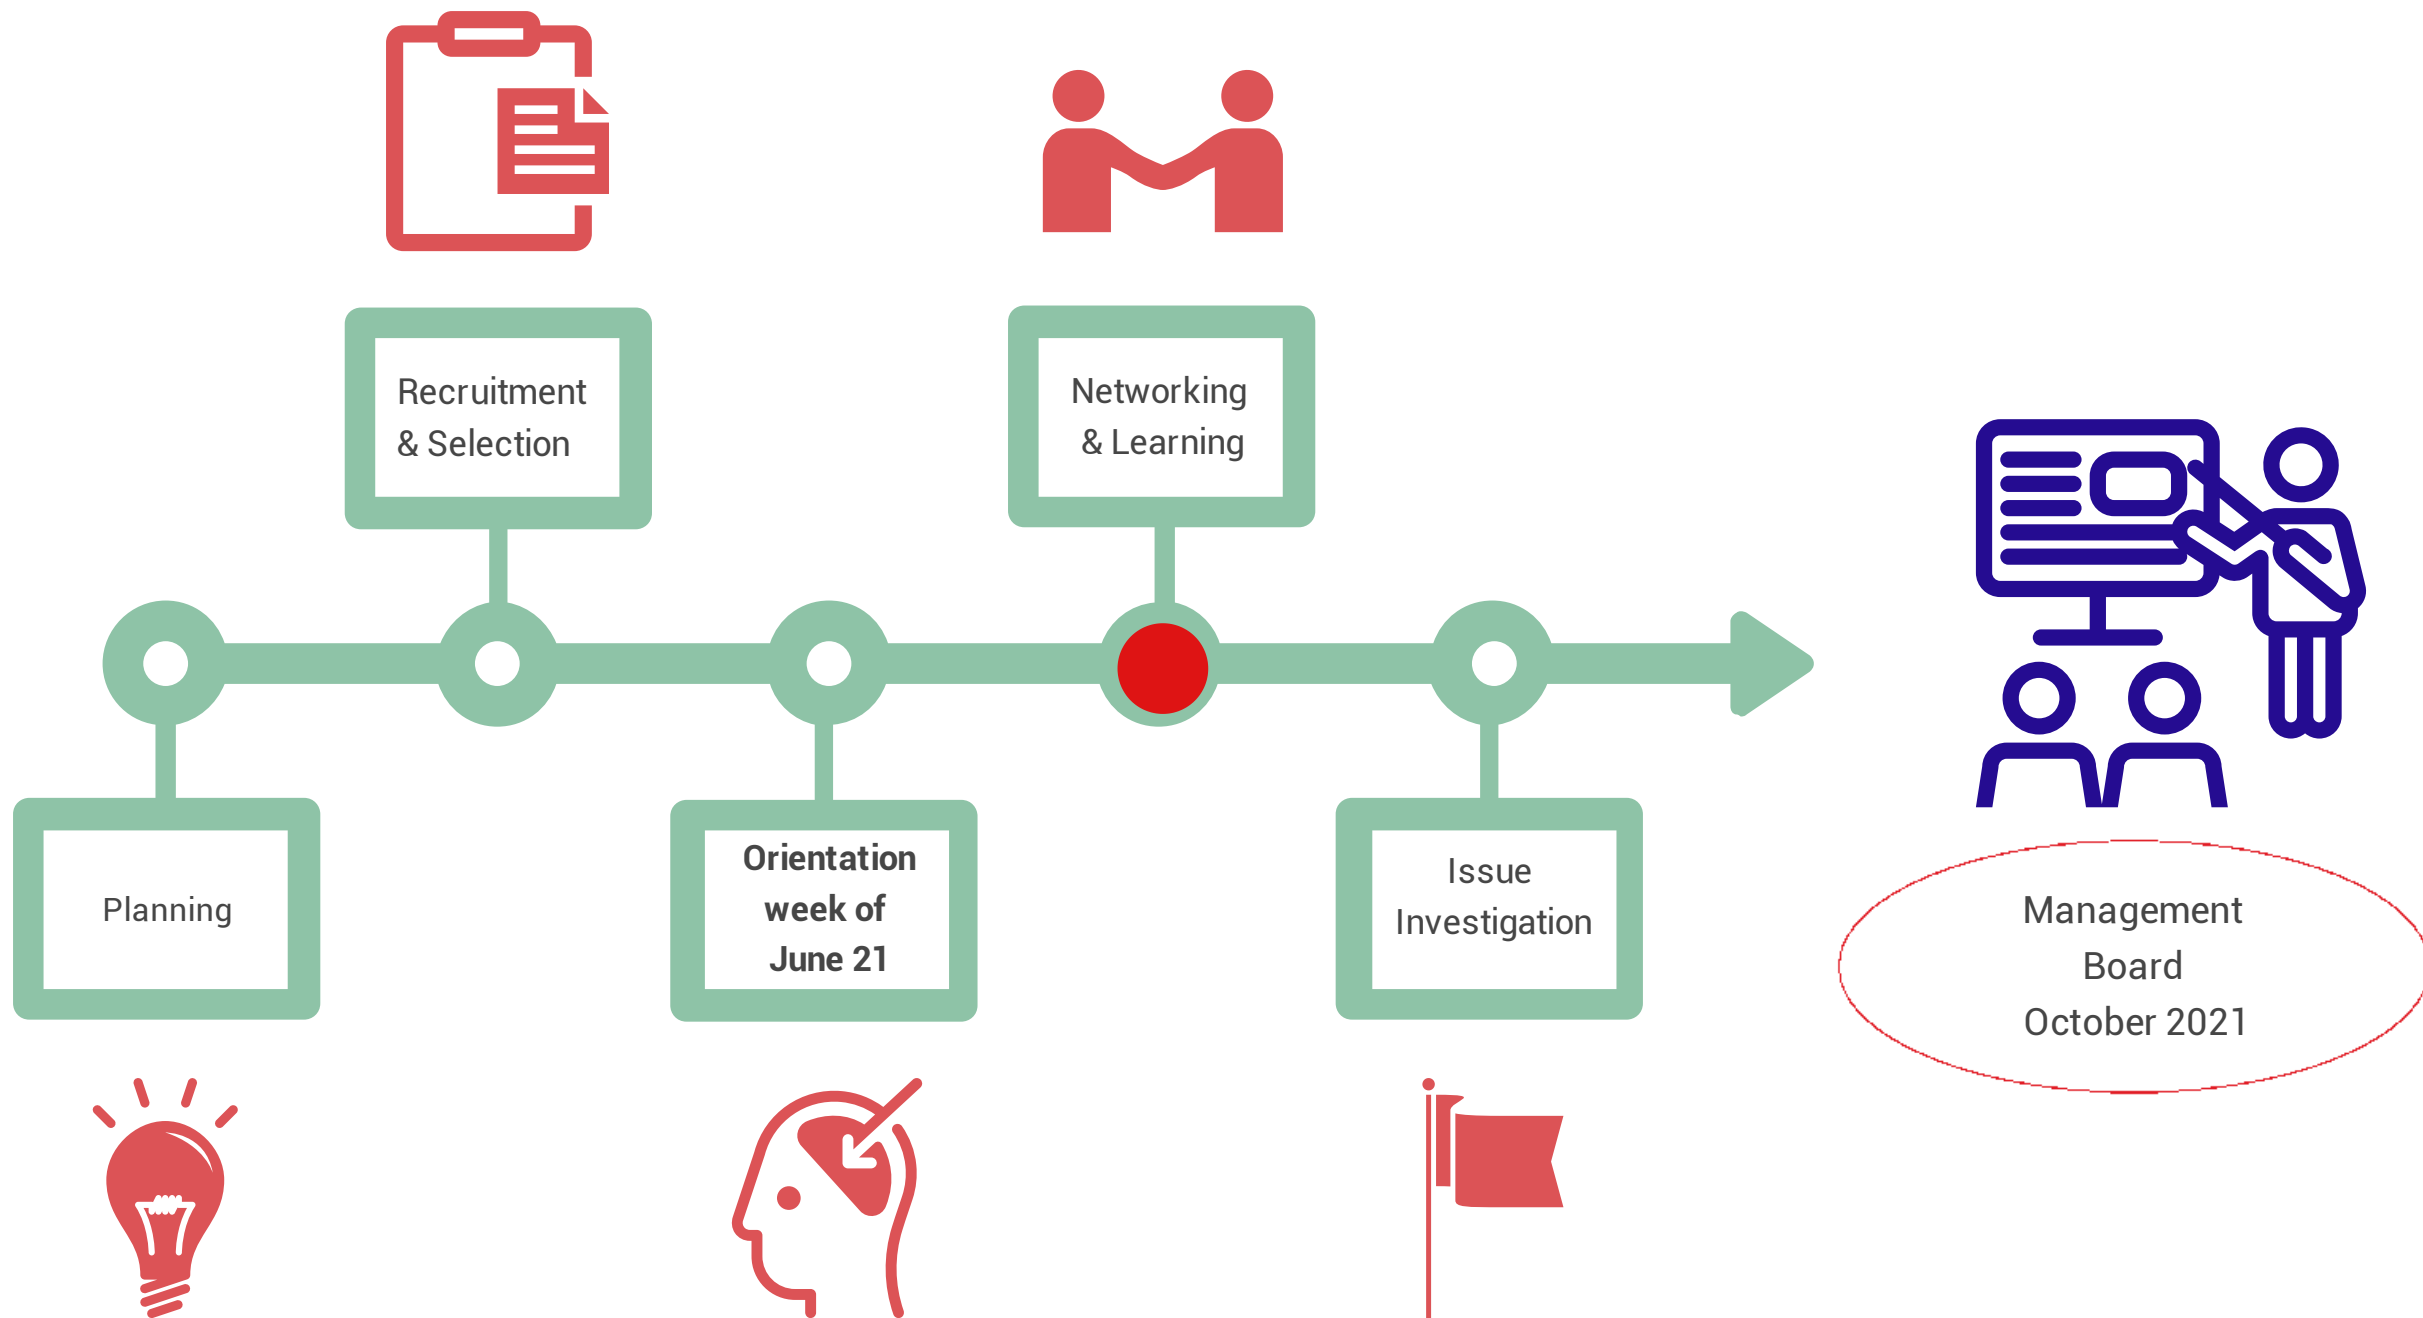 Recruitment
& Selection
Networking
& Learning
Planning
Orientation
week of
June 21
Issue
Investigation
Management
Board
October 2021